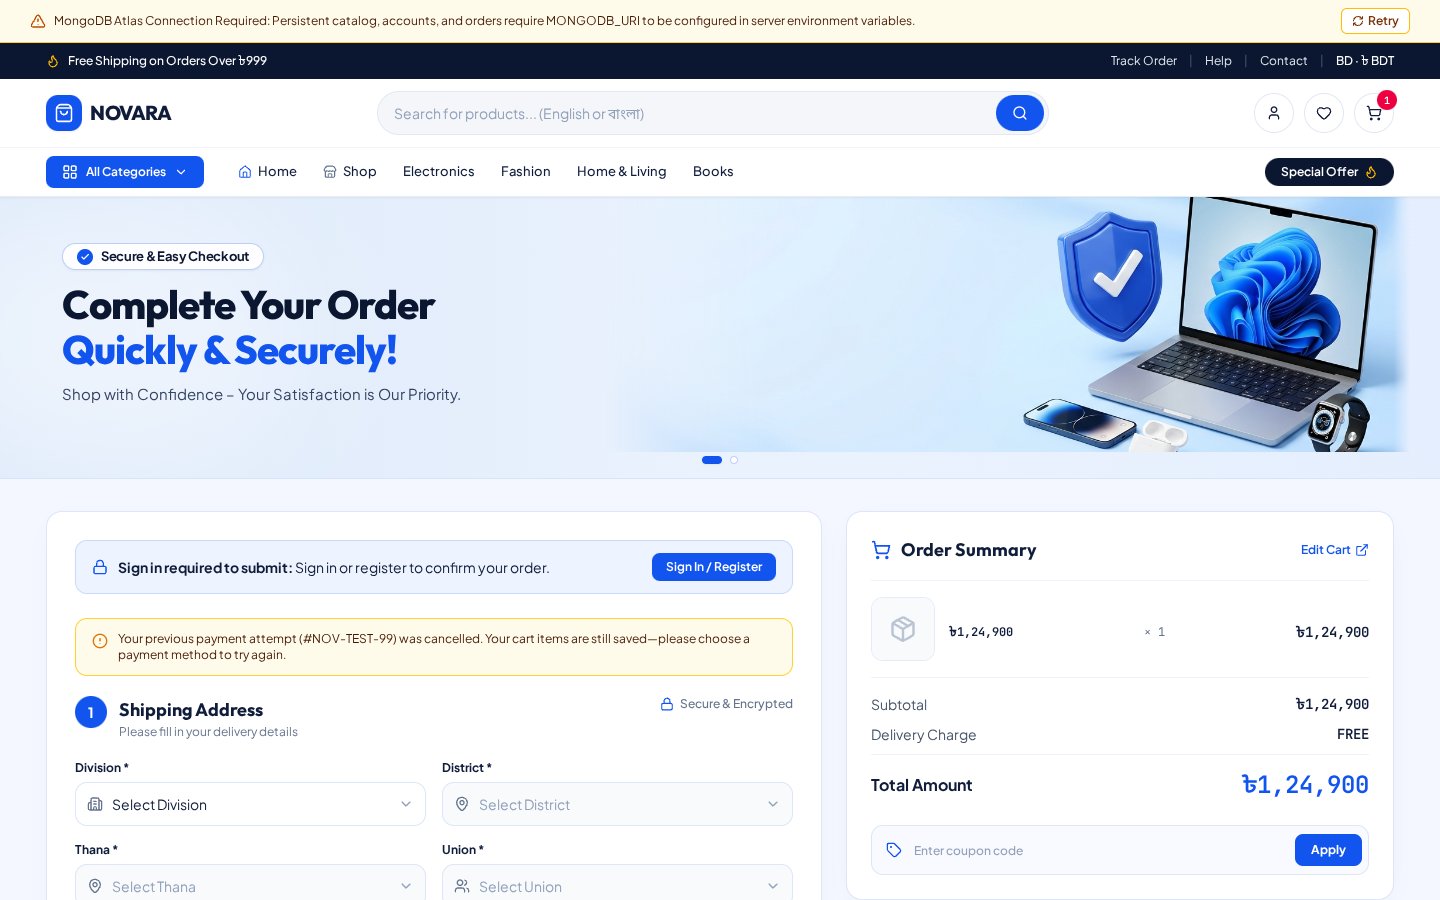 MongoDB Atlas Connection Required: Persistent catalog, accounts, and orders require MONGODB_URI to be configured in server environment variables.
Retry
Free Shipping on Orders Over ৳999
Track Order | Help | Contact | BD · ৳ BDT
NOVARA
Search for products... (English or বাংলা)
1
All Categories
Home
Shop
Electronics
Fashion
Home & Living
Books
Special Offer
Secure & Easy Checkout
Complete Your Order
Quickly & Securely!
Shop with Confidence – Your Satisfaction is Our Priority.
Sign in required to submit: Sign in or register to confirm your order.
Sign In / Register
Your previous payment attempt (#NOV-TEST-99) was cancelled. Your cart items are still saved—please choose a
payment method to try again.
1
Shipping Address
Please fill in your delivery details
Secure & Encrypted
Division *
District *
Select Division
Select District
Thana *
Union *
Select Thana
Select Union
Order Summary
Edit Cart
৳1,24,900
× 1
৳1,24,900
Subtotal
৳1,24,900
Delivery Charge
FREE
Total Amount
৳1,24,900
Enter coupon code
Apply